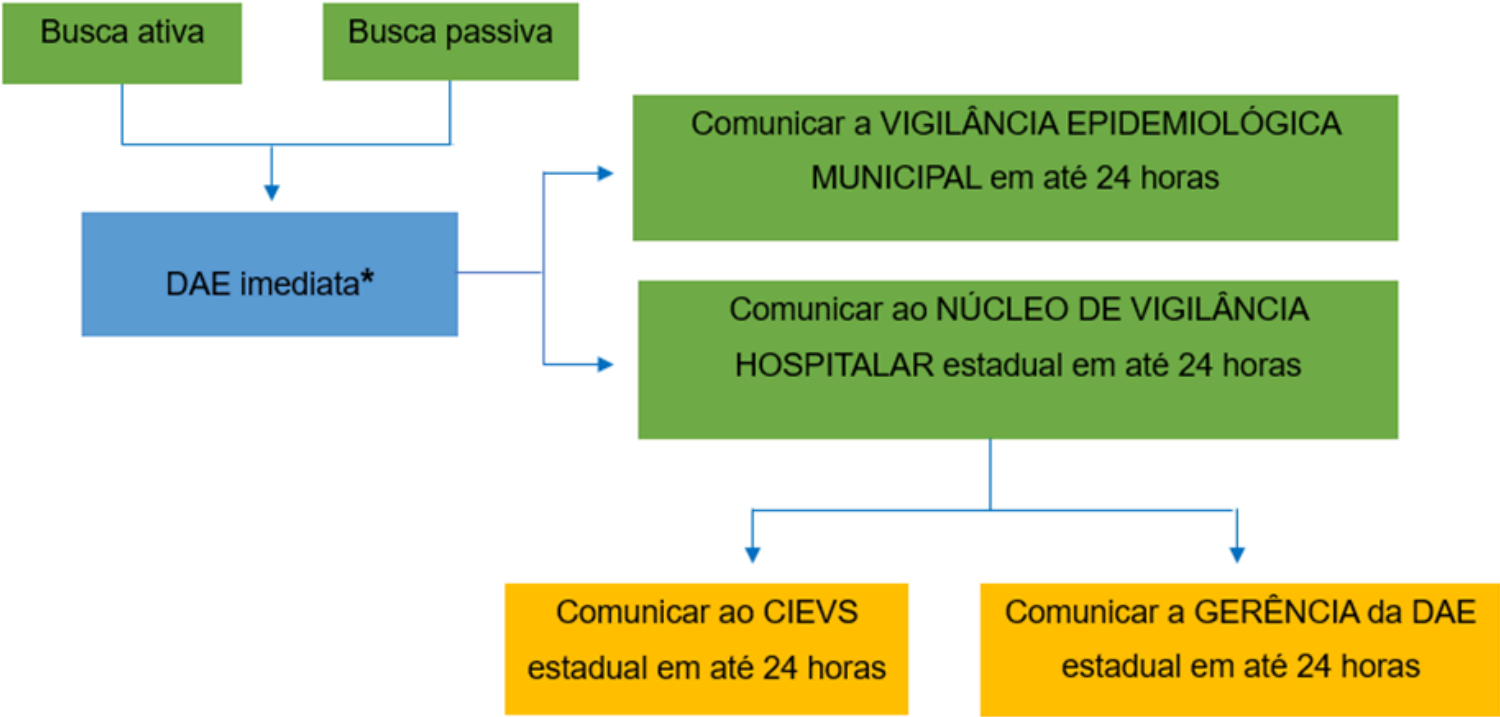 Busca ativa
Busca passiva
Comunicar a VIGILÂNCIA EPIDEMIOLÓGICA
MUNICIPAL em até 24 horas
DAE imediata*
Comunicar ao NÚCLEO DE VIGILÂNCIA
HOSPITALAR estadual em até 24 horas
Comunicar ao CIEVS
estadual em até 24 horas
Comunicar a GERÊNCIA da DAE
estadual em até 24 horas